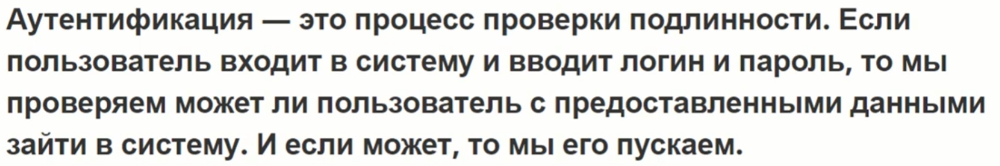 Аутентификация — это процесс проверки подлинности. Если
пользователь входит в систему и вводит логин и пароль, то мы
проверяем может ли пользователь с предоставленными данными
зайти в систему. И если может, то мы его пускаем.